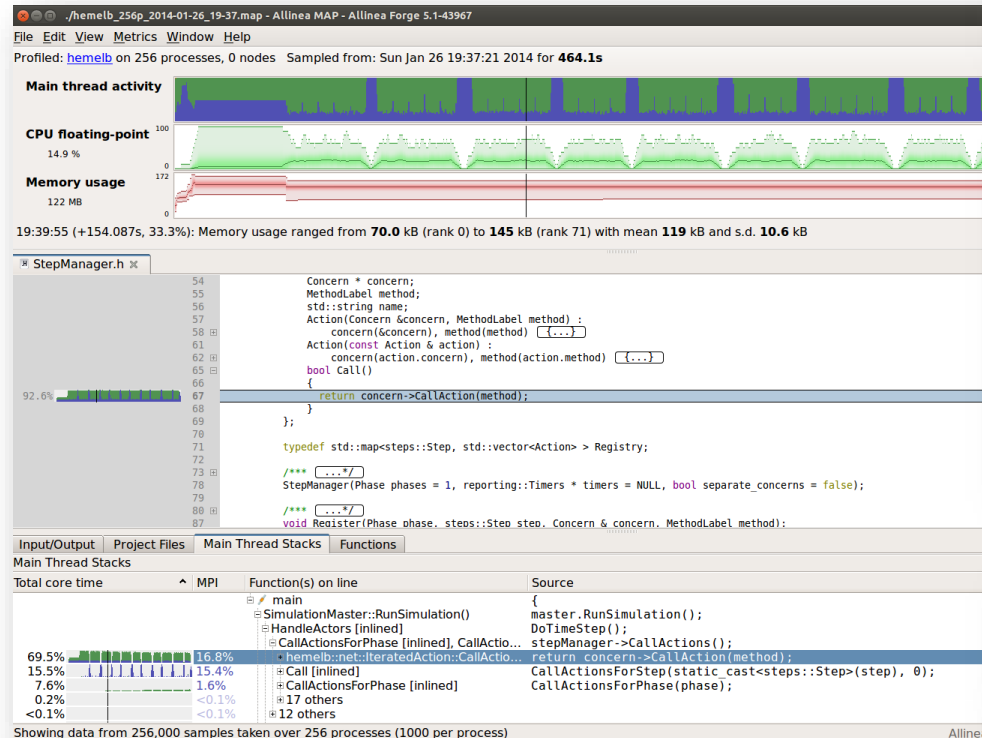 ./hemelb_256p_2014-01-26_19-37.map - Allinea MAP - Allinea Forge 5.1-43967
File Edit View Metrics Window Help
Profiled: hemelb on 256 processes, 0 nodes Sampled from: Sun Jan 26 19:37:21 2014 for 464.1s
Main thread activity
CPU floating-point 100
14.9 %
0
Memory usage 172
122 MB
0
19:39:55 (+154.087s, 33.3%): Memory usage ranged from 70.0 kB (rank 0) to 145 kB (rank 71) with mean 119 kB and s.d. 10.6 kB
StepManager.h
54 Concern * concern;
55 MethodLabel method;
56 std::string name;
57 Action(Concern &concern, MethodLabel method) :
58 concern(&concern), method(method) {...}
61 Action(const Action & action) :
62 concern(action.concern), method(action.method) {...}
65 bool Call()
66 {
92.6% 67 return concern->CallAction(method);
68 }
69 };
70
71 typedef std::map<steps::Step, std::vector<Action> > Registry;
72
73 /*** ...*/
78 StepManager(Phase phases = 1, reporting::Timers * timers = NULL, bool separate_concerns = false);
79
80 /*** ...*/
87 void Register(Phase phase, steps::Step step, Concern & concern, MethodLabel method);
Input/Output Project Files Main Thread Stacks Functions
Main Thread Stacks
Total core time MPI Function(s) on line Source
main {
SimulationMaster::RunSimulation() master.RunSimulation();
HandleActors [inlined] DoTimeStep();
CallActionsForPhase [inlined], CallActio... stepManager->CallActions();
69.5% 16.8% hemelb::net::IteratedAction::CallActio... return concern->CallAction(method);
15.5% 15.4% Call [inlined] CallActionsForStep(static_cast<steps::Step>(step), 0);
7.6% 1.6% CallActionsForPhase [inlined] CallActionsForPhase(phase);
0.2% <0.1% 17 others
<0.1% <0.1% 12 others
Showing data from 256,000 samples taken over 256 processes (1000 per process) Alline